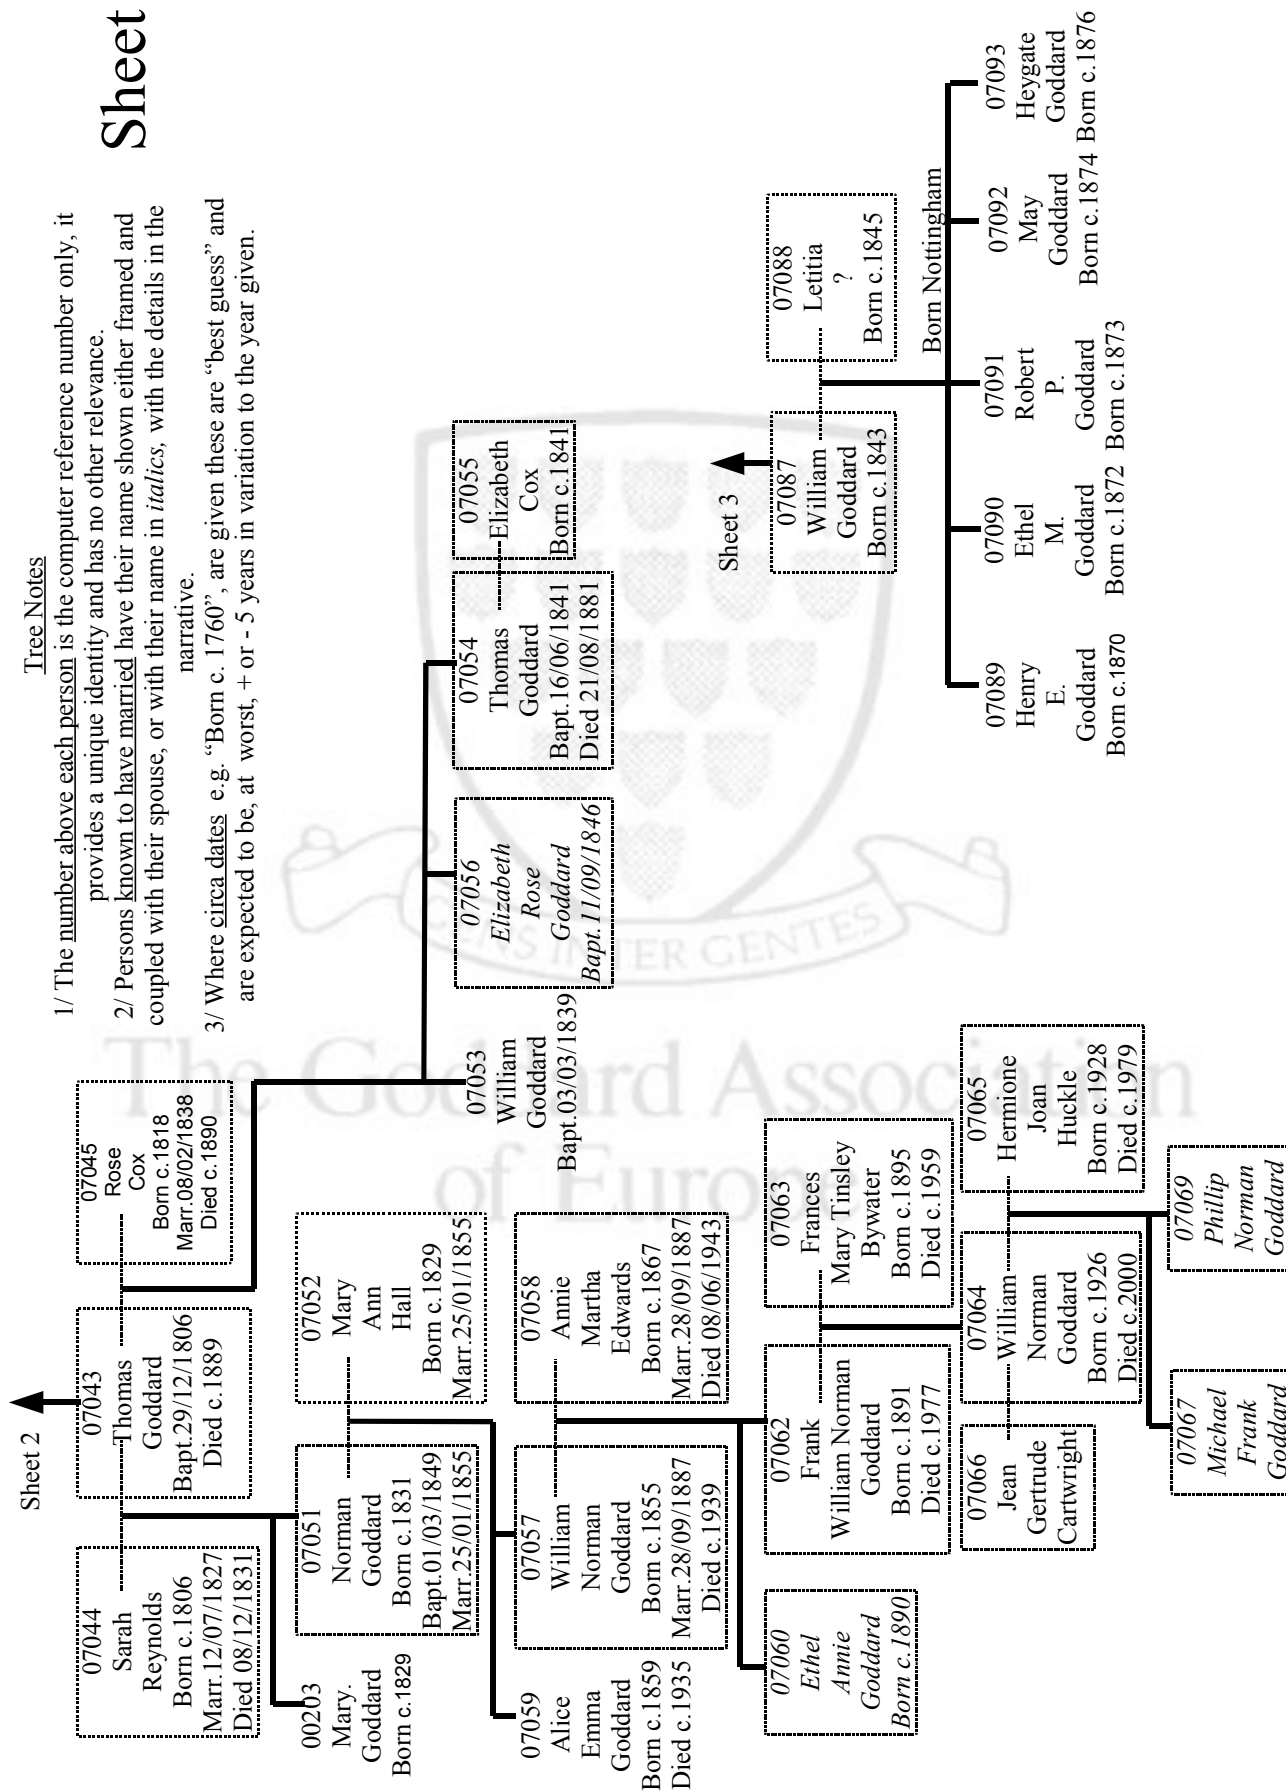 Sheet
Tree Notes
1/ The number above each person is the computer reference number only, it
provides a unique identity and has no other relevance.
2/ Persons known to have married have their name shown either framed and
coupled with their spouse, or with their name in italics, with the details in the
narrative.
3/ Where circa dates e.g. “Born c. 1760”, are given these are “best guess” and
are expected to be, at worst, + or - 5 years in variation to the year given.
Sheet 2
07044
Sarah
Reynolds
Born c.1806
Marr.12/07/1827
Died 08/12/1831
07043
Thomas
Goddard
Bapt.29/12/1806
Died c.1889
07045
Rose
Cox
Born c.1818
Marr.08/02/1838
Died c.1890
00203
Mary.
Goddard
Born c.1829
07051
Norman
Goddard
Born c.1831
Bapt.01/03/1849
Marr.25/01/1855
07052
Mary
Ann
Hall
Born c.1829
Marr.25/01/1855
07053
William
Goddard
Bapt.03/03/1839
07056
Elizabeth
Rose
Goddard
Bapt.11/09/1846
07054
Thomas
Goddard
Bapt.16/06/1841
Died 21/08/1881
07055
Elizabeth
Cox
Born c.1841
07059
Alice
Emma
Goddard
Born c.1859
Died c.1935
07057
William
Norman
Goddard
Born c.1855
Marr.28/09/1887
Died c.1939
07058
Annie
Martha
Edwards
Born c.1867
Marr.28/09/1887
Died 08/06/1943
07060
Ethel
Annie
Goddard
Born c.1890
07062
Frank
William Norman
Goddard
Born c.1891
Died c.1977
07063
Frances
Mary Tinsley
Bywater
Born c.1895
Died c.1959
07066
Jean
Gertrude
Cartwright
07064
William
Norman
Goddard
Born c.1926
Died c.2000
07065
Hermione
Joan
Huckle
Born c.1928
Died c.1979
07067
Michael
Frank
Goddard
07069
Phillip
Norman
Goddard
Sheet 3
07087
William
Goddard
Born c.1843
07088
Letitia
?
Born c.1845
Born Nottingham
07089
Henry
E.
Goddard
Born c.1870
07090
Ethel
M.
Goddard
Born c.1872
07091
Robert
P.
Goddard
Born c.1873
07092
May
Goddard
Born c.1874
07093
Heygate
Goddard
Born c.1876
GENS INTER GENTES
The Goddard Association
of Europe